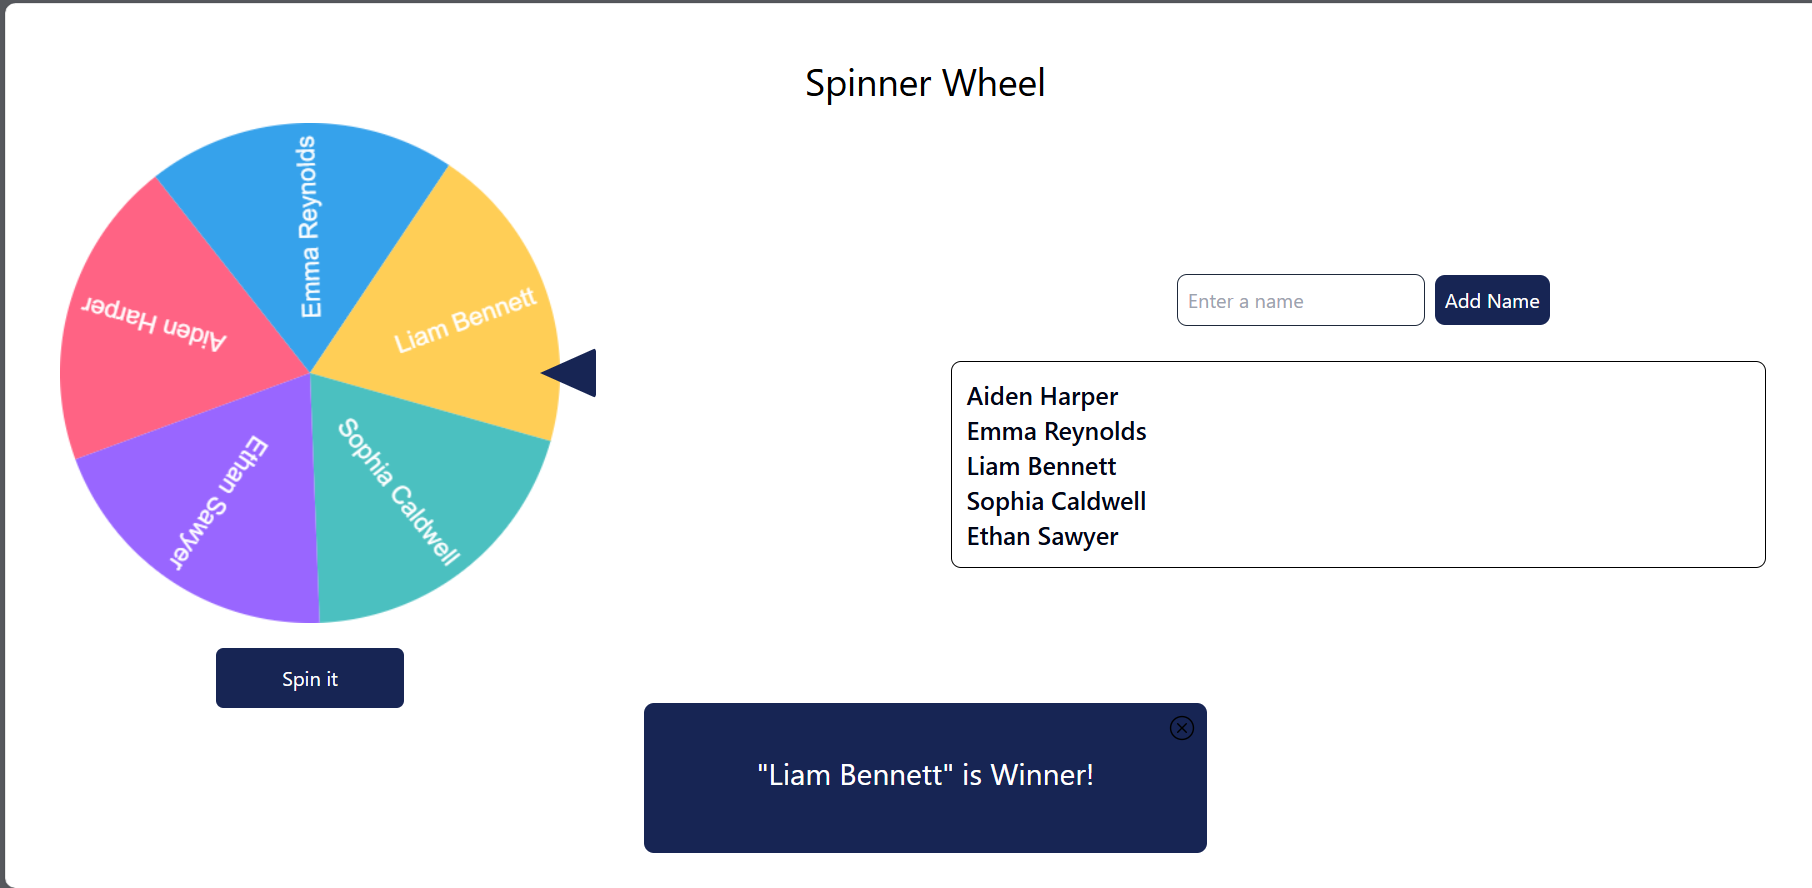 Spinner Wheel
Emma Reynolds
Liam Bennett
Aiden Harper
Sophia Caldwell
Ethan Sawyer
Spin it
Enter a name
Add Name
Aiden Harper
Emma Reynolds
Liam Bennett
Sophia Caldwell
Ethan Sawyer
"Liam Bennett" is Winner!